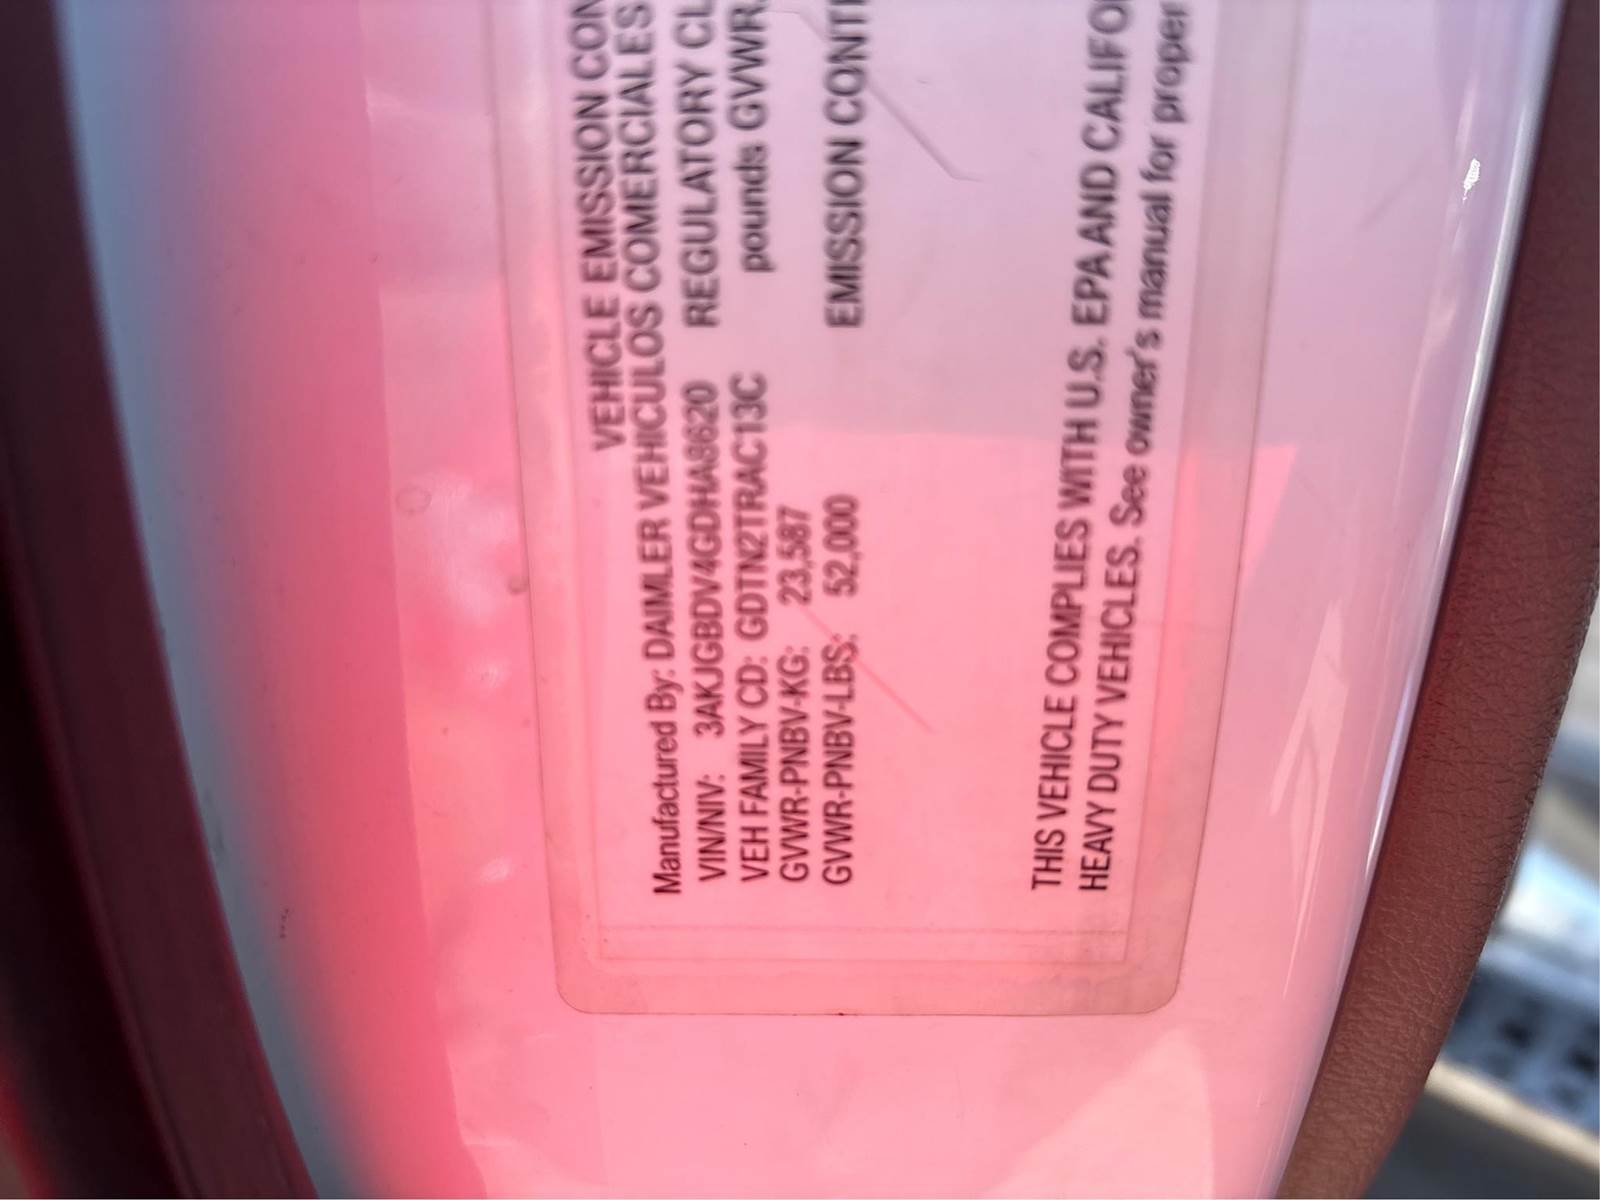 VEHICLE EMISSION CON
Manufactured By: DAIMLER VEHICULOS COMERCIALES
VIN/NIV: 3AKJGBDV4GDHA8620 REGULATORY CL
VEH FAMILY CD: GDTN2TRAC13C pounds GVWR.
GVWR-PNBV-KG: 23,587
GVWR-PNBV-LBS: 52,000 EMISSION CONT
THIS VEHICLE COMPLIES WITH U.S. EPA AND CALIFO
HEAVY DUTY VEHICLES. See owner's manual for proper